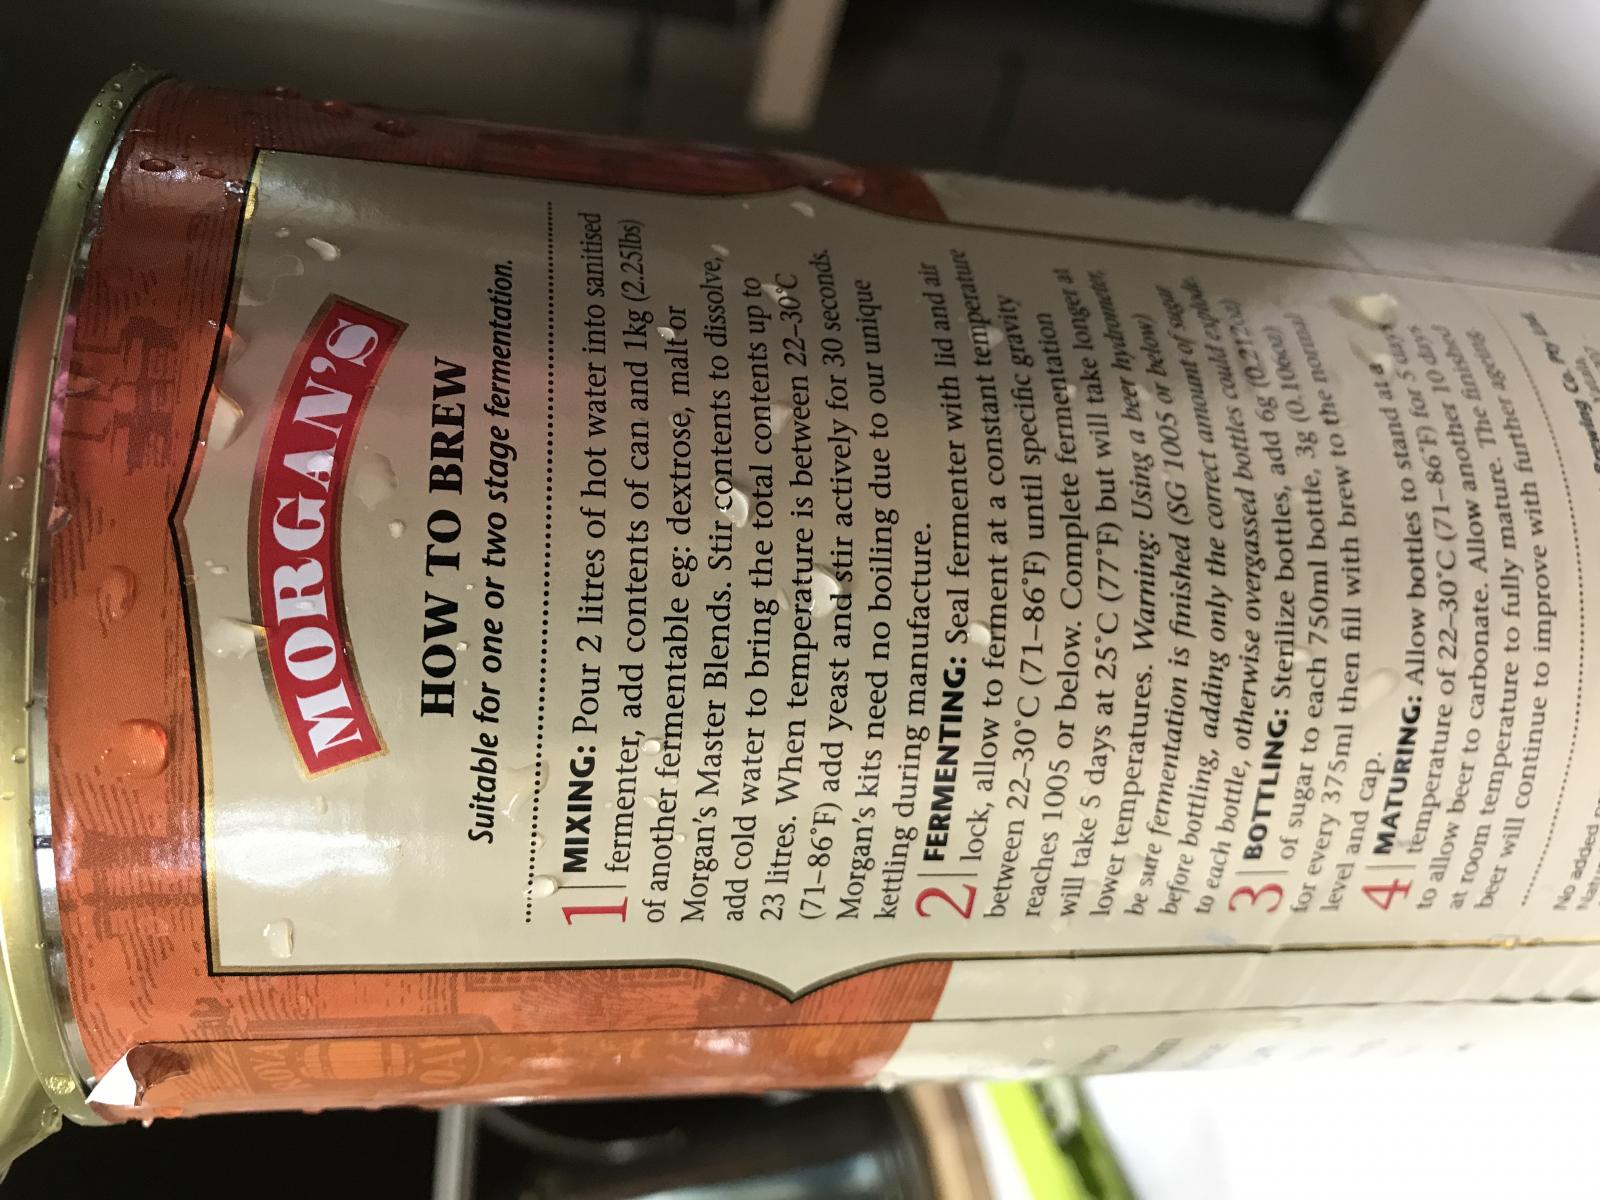 MORGAN'S
HOW TO BREW
Suitable for one or two stage fermentation.
1 MIXING: Pour 2 litres of hot water into sanitised
fermenter, add contents of can and 1kg (2.25lbs)
of another fermentable eg: dextrose, malt or
Morgan's Master Blends. Stir contents to dissolve,
add cold water to bring the total contents up to
23 litres. When temperature is between 22–30°C
(71–86°F) add yeast and stir actively for 30 seconds.
Morgan's kits need no boiling due to our unique
kettling during manufacture.
2 FERMENTING: Seal fermenter with lid and air
lock, allow to ferment at a constant temperature
between 22–30°C (71–86°F) until specific gravity
reaches 1005 or below. Complete fermentation
will take 5 days at 25°C (77°F) but will take longer at
lower temperatures. Warning: Using a beer hydrometer,
be sure fermentation is finished (SG 1005 or below)
before bottling, adding only the correct amount of sugar
to each bottle, otherwise overgassed bottles could explode.
3 BOTTLING: Sterilize bottles, add 6g (0.212oz)
of sugar to each 750ml bottle, 3g (0.106oz)
for every 375ml then fill with brew to the normal
level and cap.
4 MATURING: Allow bottles to stand at a
temperature of 22–30°C (71–86°F) for 5 days
to allow beer to carbonate. Allow another 10 days
at room temperature to fully mature. The finished
beer will continue to improve with further ageing.
No added
Brewing Co. Pty Ltd.